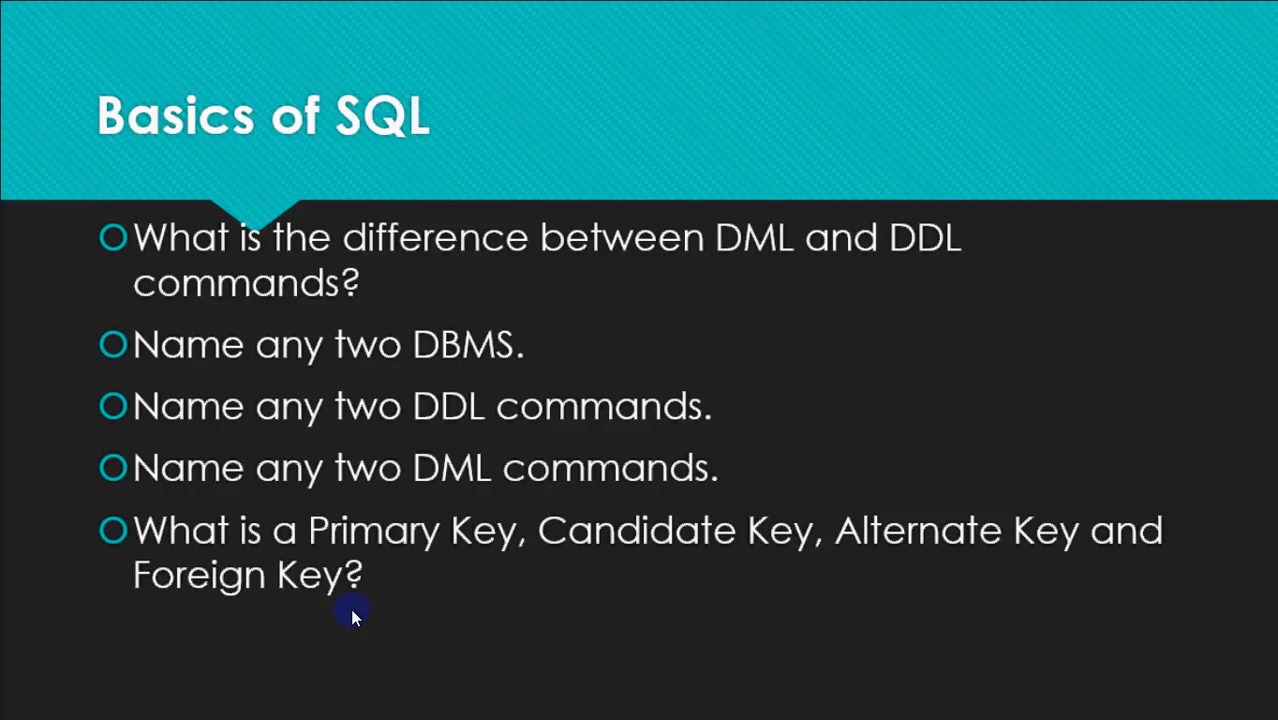 Basics of SQL
What is the difference between DML and DDL
commands?
Name any two DBMS.
Name any two DDL commands.
Name any two DML commands.
What is a Primary Key, Candidate Key, Alternate Key and
Foreign Key?